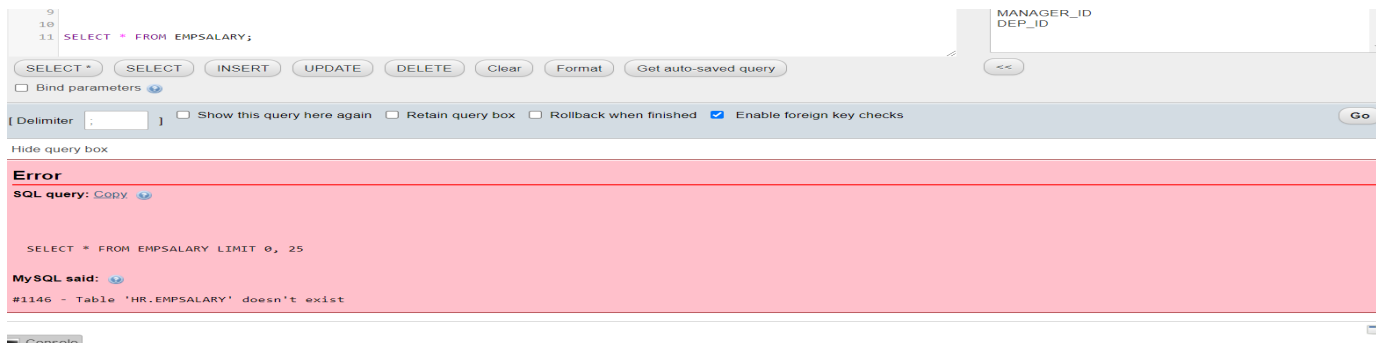 9
10
11 SELECT * FROM EMPSALARY;
MANAGER_ID
DEP_ID
SELECT * SELECT INSERT UPDATE DELETE Clear Format Get auto-saved query <<
Bind parameters
[ Delimiter ; ] Show this query here again Retain query box Rollback when finished Enable foreign key checks Go
Hide query box
Error
SQL query: Copy
SELECT * FROM EMPSALARY LIMIT 0, 25
MySQL said:
#1146 - Table 'HR.EMPSALARY' doesn't exist
Console